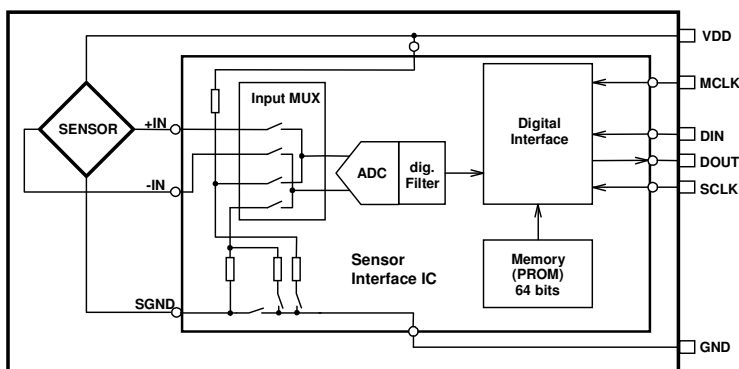 VDD
MCLK
Input MUX
+IN
SENSOR
Digital
Interface
DIN
DOUT
ADC
dig.
Filter
-IN
SCLK
Sensor
Interface IC
Memory
(PROM)
64 bits
SGND
GND